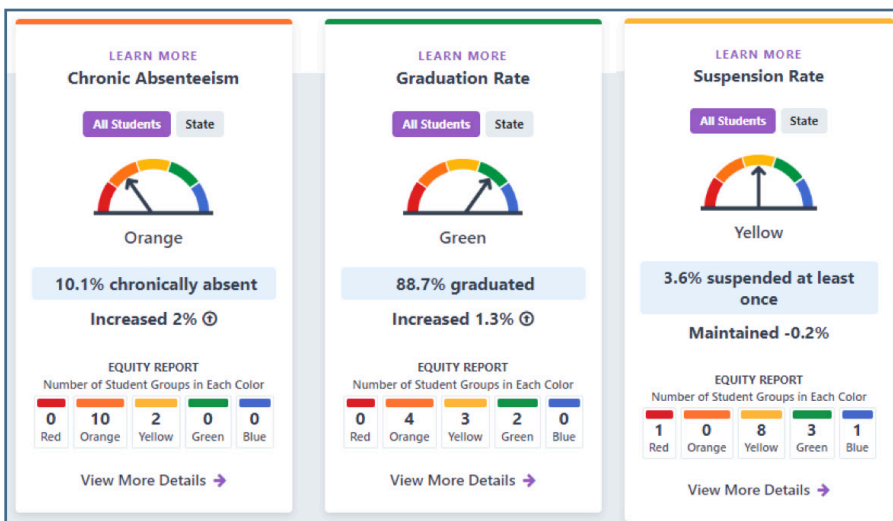 LEARN MORE
Chronic Absenteeism
All Students State
Orange
10.1% chronically absent
Increased 2%
EQUITY REPORT
Number of Student Groups in Each Color
0 10 2 0 0
Red Orange Yellow Green Blue
View More Details →
LEARN MORE
Graduation Rate
All Students State
Green
88.7% graduated
Increased 1.3%
EQUITY REPORT
Number of Student Groups in Each Color
0 4 3 2 0
Red Orange Yellow Green Blue
View More Details →
LEARN MORE
Suspension Rate
All Students State
Yellow
3.6% suspended at least
once
Maintained -0.2%
EQUITY REPORT
Number of Student Groups in Each Color
1 0 8 3 1
Red Orange Yellow Green Blue
View More Details →